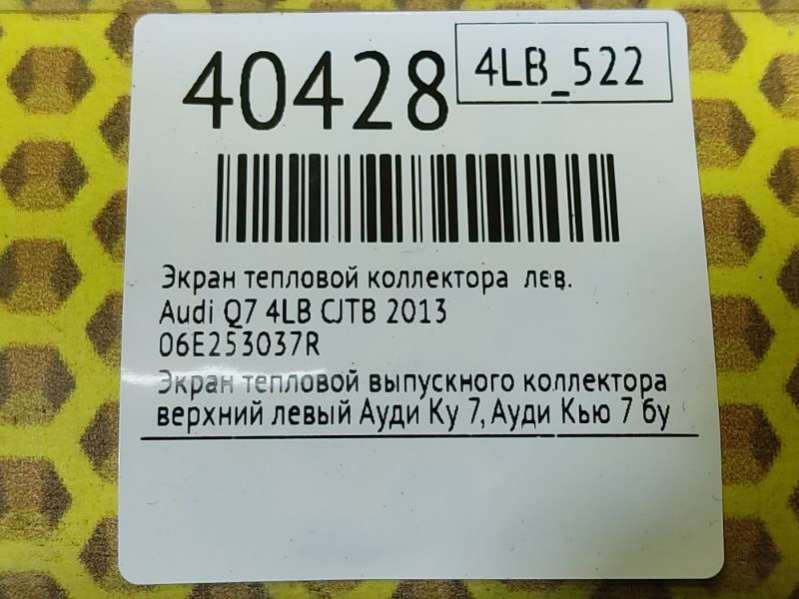 40428
4LB_522
Экран тепловой коллектора лев.
Audi Q7 4LB CJTB 2013
06E253037R
Экран тепловой выпускного коллектора
верхний левый Ауди Ку 7, Ауди Кью 7 бу